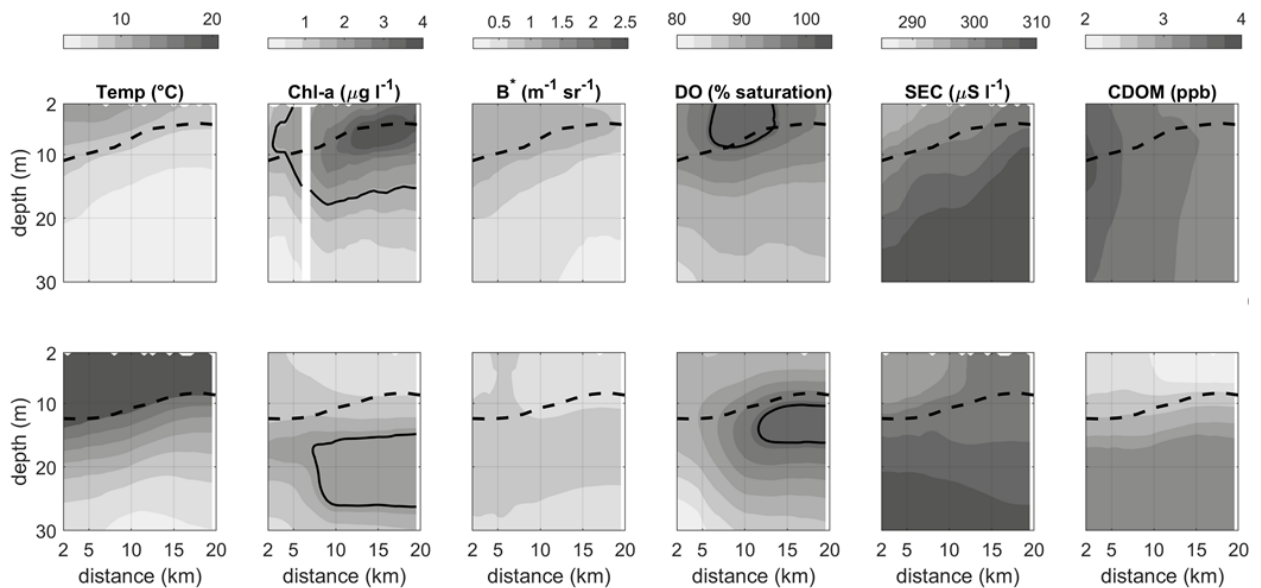 10 20
1 2 3 4
0.5 1 1.5 2 2.5
80 90 100
290 300 310
2 3 4
Temp (°C) Chl-a (μg l⁻¹) B* (m⁻¹ sr⁻¹) DO (% saturation) SEC (μS l⁻¹) CDOM (ppb)
2
10
20
30
depth (m)
2
10
20
30
depth (m)
2 5 10 15 20 2 5 10 15 20 2 5 10 15 20 2 5 10 15 20 2 5 10 15 20 2 5 10 15 20
distance (km) distance (km) distance (km) distance (km) distance (km) distance (km)